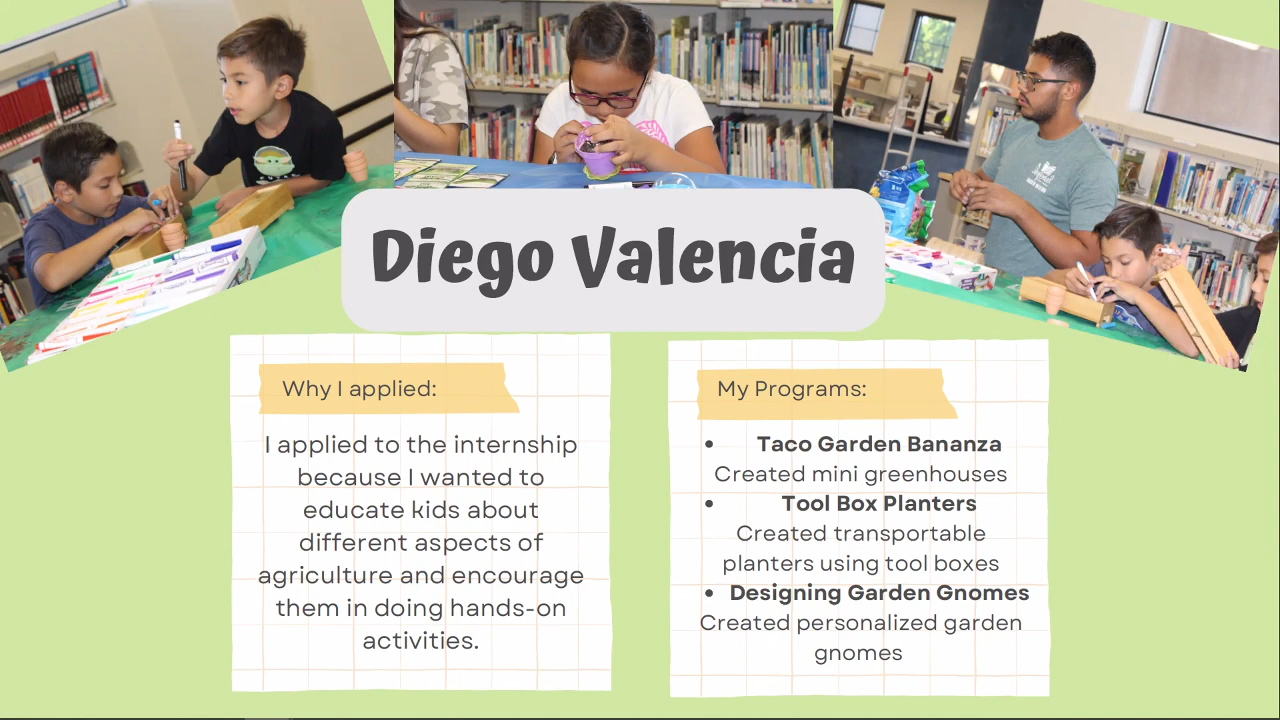 Diego Valencia
Why I applied:
I applied to the internship
because I wanted to
educate kids about
different aspects of
agriculture and encourage
them in doing hands-on
activities.
My Programs:
• Taco Garden Bananza
Created mini greenhouses
• Tool Box Planters
Created transportable
planters using tool boxes
• Designing Garden Gnomes
Created personalized garden
gnomes